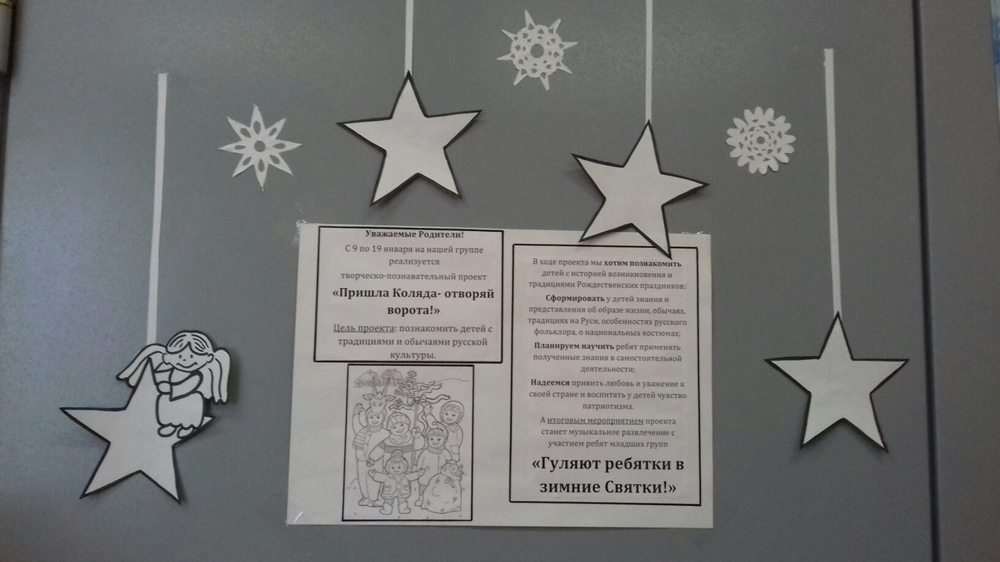 Уважаемые Родители!
С 9 по 19 января на нашей группе
реализуется
творческо-познавательный проект
«Пришла Коляда- отворяй
ворота!»
Цель проекта: познакомить детей с
традициями и обычаями русской
культуры.
В ходе проекта мы хотим познакомить
детей с историей возникновения и
традициями Рождественских праздников;
Сформировать у детей знания и
представления об образе жизни, обычаях,
традициях на Руси, особенностях русского
фольклора, о национальных костюмах;
Планируем научить ребят применять
полученные знания в самостоятельной
деятельности;
Надеемся привить любовь и уважение к
своей стране и воспитать у детей чувство
патриотизма.
А итоговым мероприятием проекта
станет музыкальное развлечение с
участием ребят младших групп
«Гуляют ребятки в
зимние Святки!»